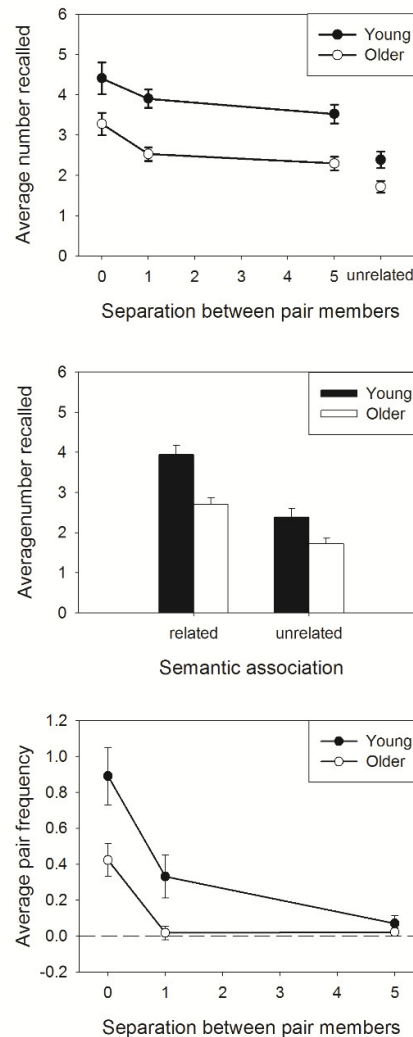 Average number recalled
6
5
4
3
2
1
0
Young
Older
0 1 2 3 4 5 unrelated
Separation between pair members
Averagenumber recalled
6
5
4
3
2
1
0
Young
Older
related unrelated
Semantic association
Average pair frequency
1.2
1.0
0.8
0.6
0.4
0.2
0.0
-0.2
Young
Older
0 1 5
Separation between pair members